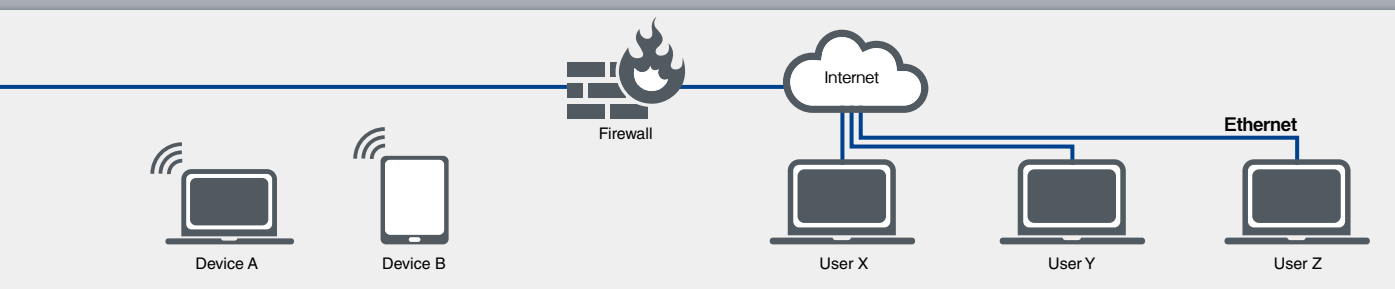 Internet
Firewall
Ethernet
Device A
Device B
User X
User Y
User Z